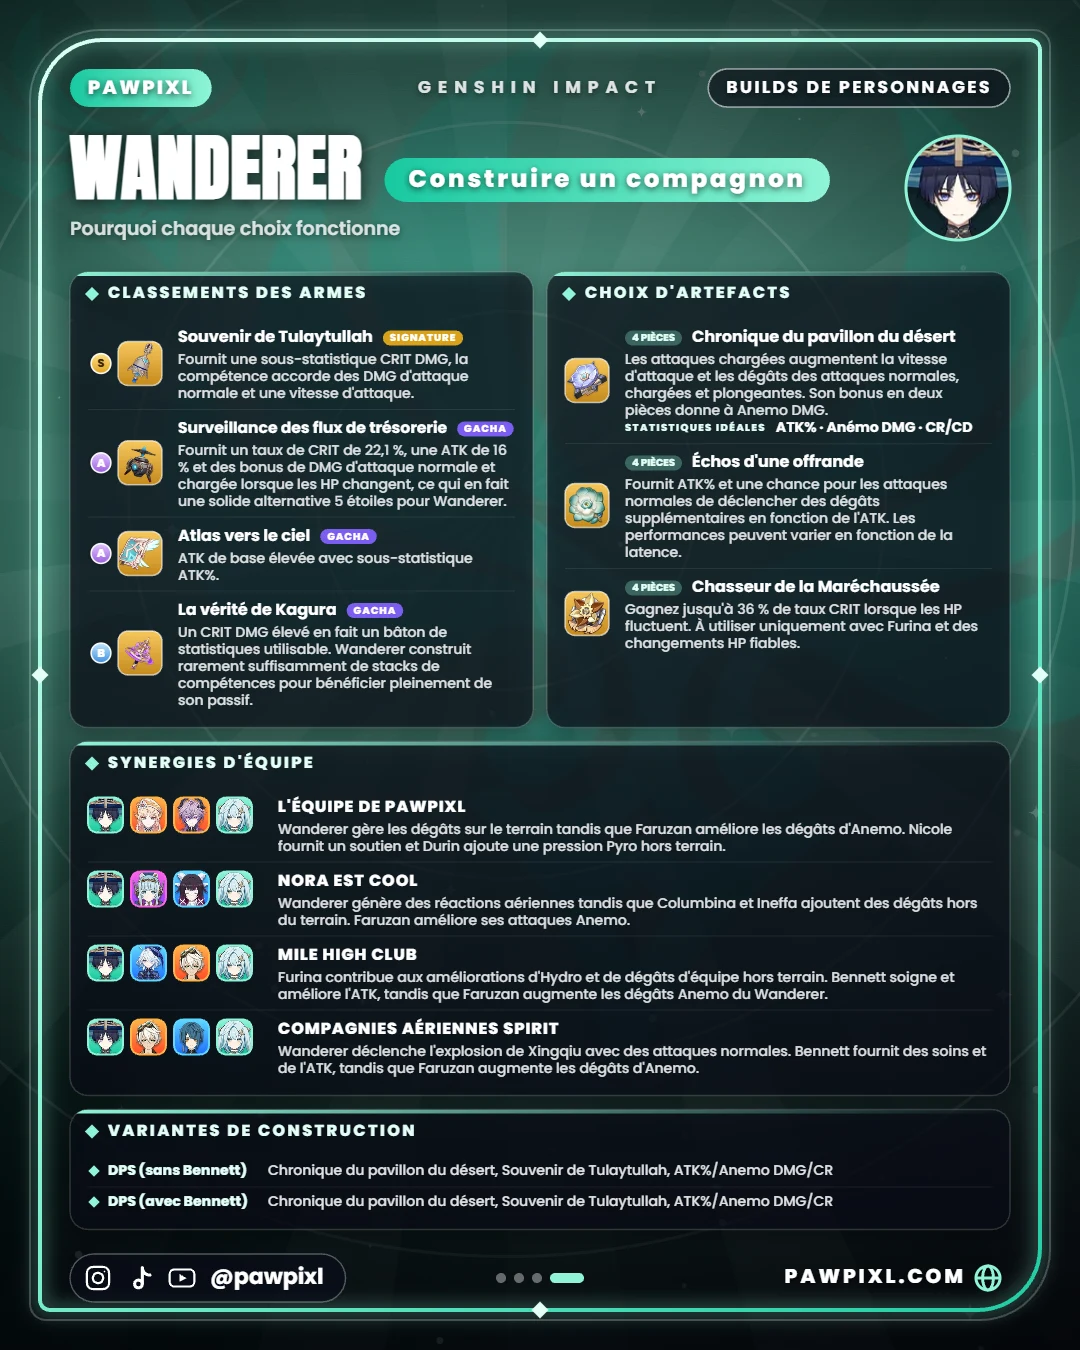 PAWPIXL
GENSHIN IMPACT
BUILDS DE PERSONNAGES
WANDERER
Construire un compagnon
Pourquoi chaque choix fonctionne
CLASSEMENTS DES ARMES
S
Souvenir de Tulaytullah SIGNATURE
Fournit une sous-statistique CRIT DMG, la
compétence accorde des DMG d'attaque
normale et une vitesse d'attaque.
A
Surveillance des flux de trésorerie GACHA
Fournit un taux de CRIT de 22,1 %, une ATK de 16
% et des bonus de DMG d'attaque normale et
chargée lorsque les HP changent, ce qui en fait
une solide alternative 5 étoiles pour Wanderer.
A
Atlas vers le ciel GACHA
ATK de base élevée avec sous-statistique
ATK%.
B
La vérité de Kagura GACHA
Un CRIT DMG élevé en fait un bâton de
statistiques utilisable. Wanderer construit
rarement suffisamment de stacks de
compétences pour bénéficier pleinement de
son passif.
CHOIX D'ARTEFACTS
4 PIÈCES Chronique du pavillon du désert
Les attaques chargées augmentent la vitesse
d'attaque et les dégâts des attaques normales,
chargées et plongeantes. Son bonus en deux
pièces donne à Anemo DMG.
STATISTIQUES IDÉALES ATK% · Anémo DMG · CR/CD
4 PIÈCES Échos d'une offrande
Fournit ATK% et une chance pour les attaques
normales de déclencher des dégâts
supplémentaires en fonction de l'ATK. Les
performances peuvent varier en fonction de la
latence.
4 PIÈCES Chasseur de la Maréchaussée
Gagnez jusqu'à 36 % de taux CRIT lorsque les HP
fluctuent. À utiliser uniquement avec Furina et des
changements HP fiables.
SYNERGIES D'ÉQUIPE
L'ÉQUIPE DE PAWPIXL
Wanderer gère les dégâts sur le terrain tandis que Faruzan améliore les dégâts d'Anemo. Nicole
fournit un soutien et Durin ajoute une pression Pyro hors terrain.
NORA EST COOL
Wanderer génère des réactions aériennes tandis que Columbina et Ineffa ajoutent des dégâts hors
du terrain. Faruzan améliore ses attaques Anemo.
MILE HIGH CLUB
Furina contribue aux améliorations d'Hydro et de dégâts d'équipe hors terrain. Bennett soigne et
améliore l'ATK, tandis que Faruzan augmente les dégâts Anemo du Wanderer.
COMPAGNIES AÉRIENNES SPIRIT
Wanderer déclenche l'explosion de Xingqiu avec des attaques normales. Bennett fournit des soins et
de l'ATK, tandis que Faruzan augmente les dégâts d'Anemo.
VARIANTES DE CONSTRUCTION
DPS (sans Bennett) Chronique du pavillon du désert, Souvenir de Tulaytullah, ATK%/Anemo DMG/CR
DPS (avec Bennett) Chronique du pavillon du désert, Souvenir de Tulaytullah, ATK%/Anemo DMG/CR
@pawpixl
PAWPIXL.COM